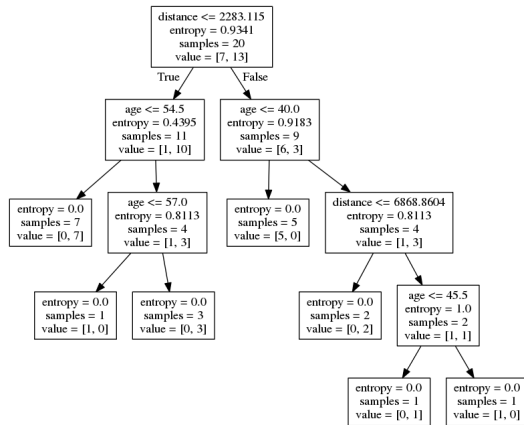 distance <= 2283.115
entropy = 0.9341
samples = 20
value = [7, 13]
True
False
age <= 54.5
entropy = 0.4395
samples = 11
value = [1, 10]
age <= 40.0
entropy = 0.9183
samples = 9
value = [6, 3]
entropy = 0.0
samples = 7
value = [0, 7]
age <= 57.0
entropy = 0.8113
samples = 4
value = [1, 3]
entropy = 0.0
samples = 5
value = [5, 0]
distance <= 6868.8604
entropy = 0.8113
samples = 4
value = [1, 3]
entropy = 0.0
samples = 1
value = [1, 0]
entropy = 0.0
samples = 3
value = [0, 3]
entropy = 0.0
samples = 2
value = [0, 2]
age <= 45.5
entropy = 1.0
samples = 2
value = [1, 1]
entropy = 0.0
samples = 1
value = [0, 1]
entropy = 0.0
samples = 1
value = [1, 0]